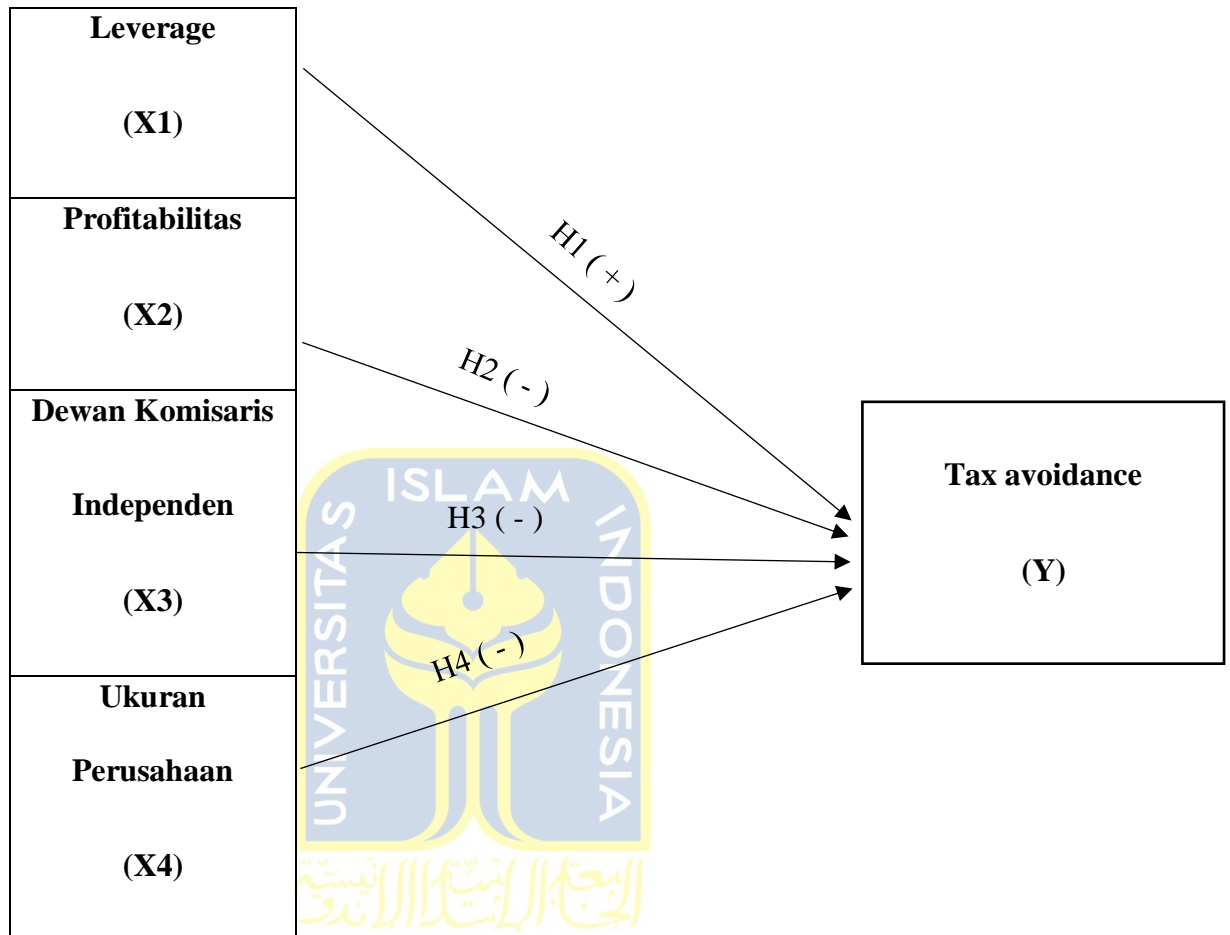 Leverage
(X1)
Profitabilitas
(X2)
Dewan Komisaris
Independen
(X3)
Ukuran
Perusahaan
(X4)
H1 ( + )
H2 ( - )
H3 ( - )
H4 ( - )
Tax avoidance
(Y)
UNIVERSITAS
ISLAM
INDONESIA